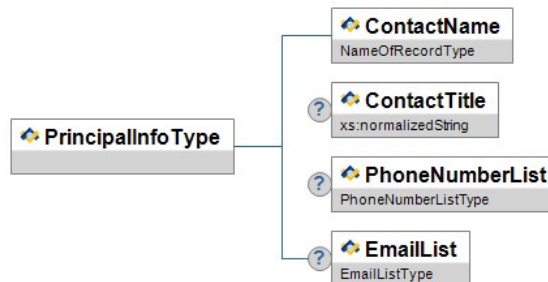 ContactName
NameOfRecordType
?
ContactTitle
xs:normalizedString
PrincipalInfoType
?
PhoneNumberList
PhoneNumberListType
?
EmailList
EmailListType